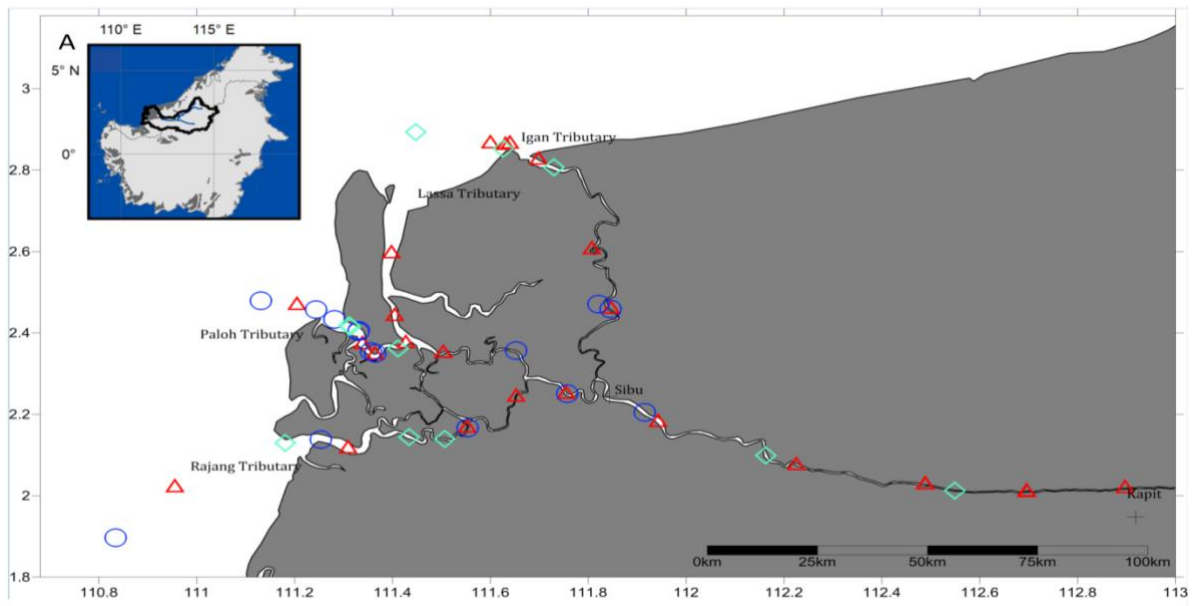 110° E 115° E
A
5° N
0°
3
2.8
2.6
2.4
2.2
2
1.8
Igan Tributary
Lassa Tributary
Paloh Tributary
Sibu
Rajang Tributary
Kapit
0km 25km 50km 75km 100km
110.8 111 111.2 111.4 111.6 111.8 112 112.2 112.4 112.6 112.8 113